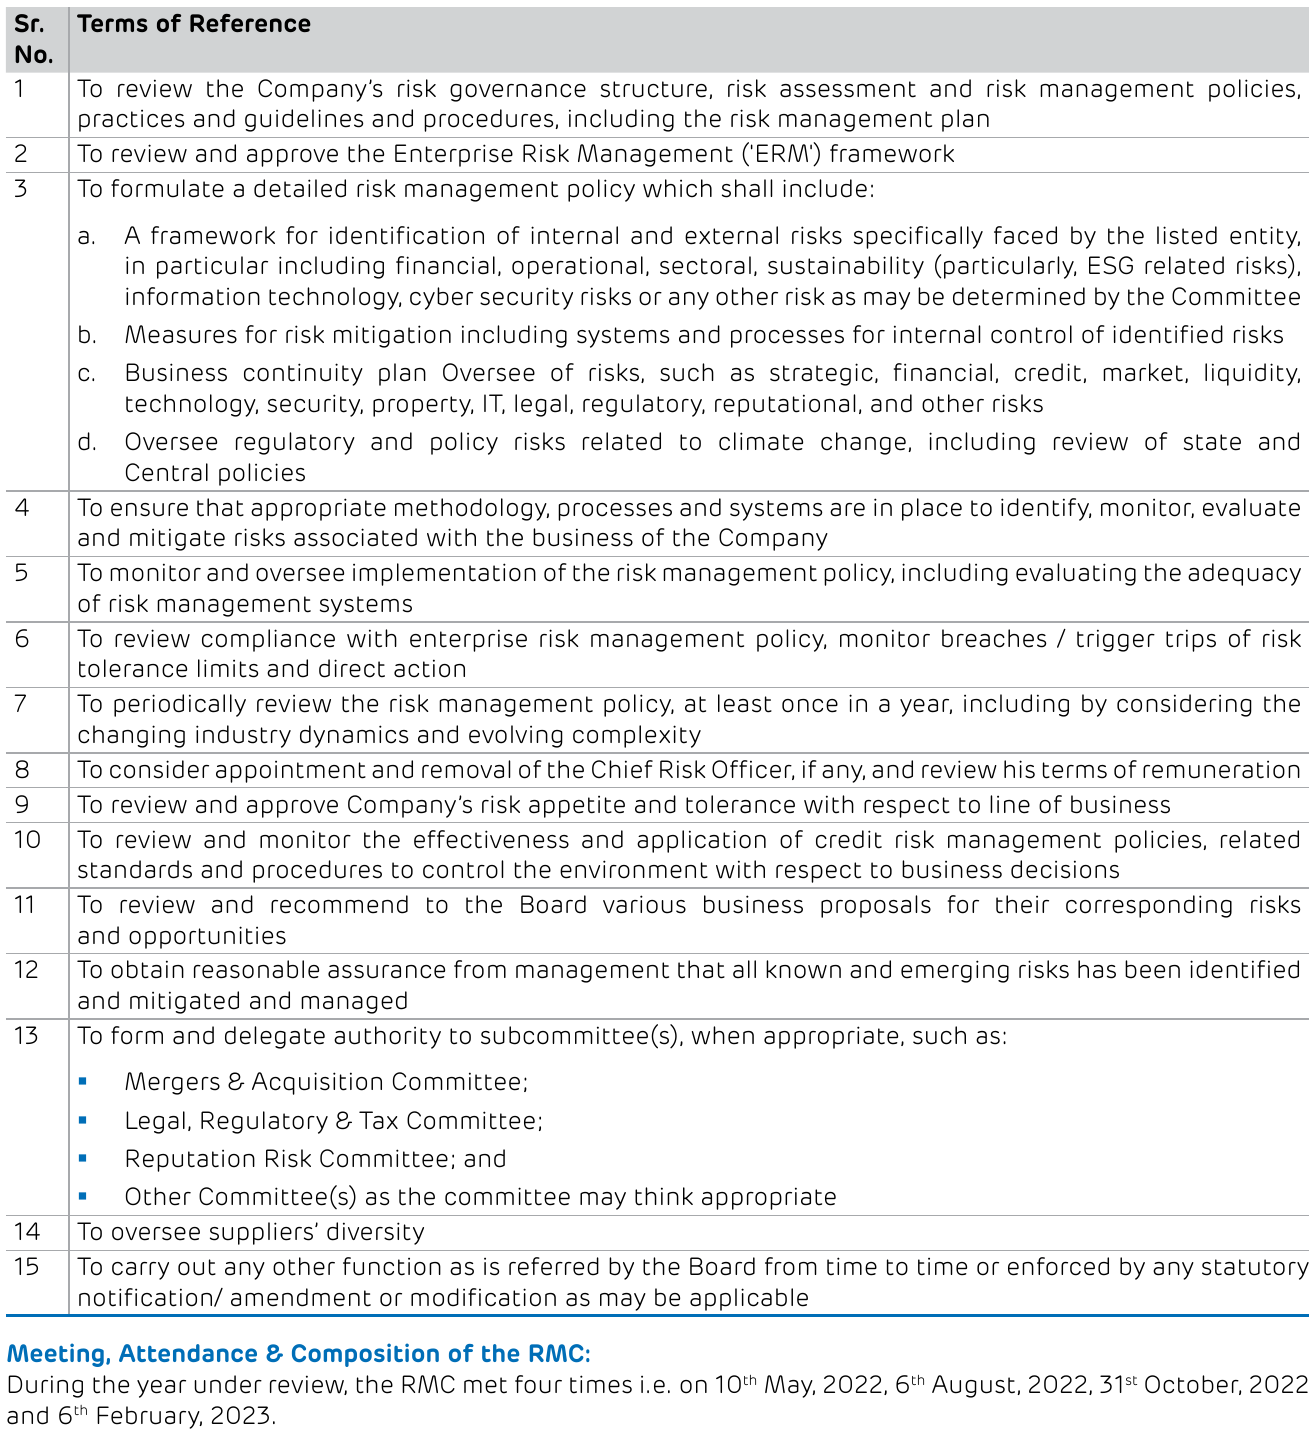 Sr. No. Terms of Reference
1 To review the Company's risk governance structure, risk assessment and risk management policies,
practices and guidelines and procedures, including the risk management plan
2 To review and approve the Enterprise Risk Management ('ERM') framework
3 To formulate a detailed risk management policy which shall include:
a. A framework for identification of internal and external risks specifically faced by the listed entity,
in particular including financial, operational, sectoral, sustainability (particularly, ESG related risks),
information technology, cyber security risks or any other risk as may be determined by the Committee
b. Measures for risk mitigation including systems and processes for internal control of identified risks
c. Business continuity plan Oversee of risks, such as strategic, financial, credit, market, liquidity,
technology, security, property, IT, legal, regulatory, reputational, and other risks
d. Oversee regulatory and policy risks related to climate change, including review of state and
Central policies
4 To ensure that appropriate methodology, processes and systems are in place to identify, monitor, evaluate
and mitigate risks associated with the business of the Company
5 To monitor and oversee implementation of the risk management policy, including evaluating the adequacy
of risk management systems
6 To review compliance with enterprise risk management policy, monitor breaches / trigger trips of risk
tolerance limits and direct action
7 To periodically review the risk management policy, at least once in a year, including by considering the
changing industry dynamics and evolving complexity
8 To consider appointment and removal of the Chief Risk Officer, if any, and review his terms of remuneration
9 To review and approve Company's risk appetite and tolerance with respect to line of business
10 To review and monitor the effectiveness and application of credit risk management policies, related
standards and procedures to control the environment with respect to business decisions
11 To review and recommend to the Board various business proposals for their corresponding risks
and opportunities
12 To obtain reasonable assurance from management that all known and emerging risks has been identified
and mitigated and managed
13 To form and delegate authority to subcommittee(s), when appropriate, such as:
▪ Mergers & Acquisition Committee;
▪ Legal, Regulatory & Tax Committee;
▪ Reputation Risk Committee; and
▪ Other Committee(s) as the committee may think appropriate
14 To oversee suppliers' diversity
15 To carry out any other function as is referred by the Board from time to time or enforced by any statutory
notification/ amendment or modification as may be applicable
Meeting, Attendance & Composition of the RMC:
During the year under review, the RMC met four times i.e. on 10th May, 2022, 6th August, 2022, 31st October, 2022
and 6th February, 2023.